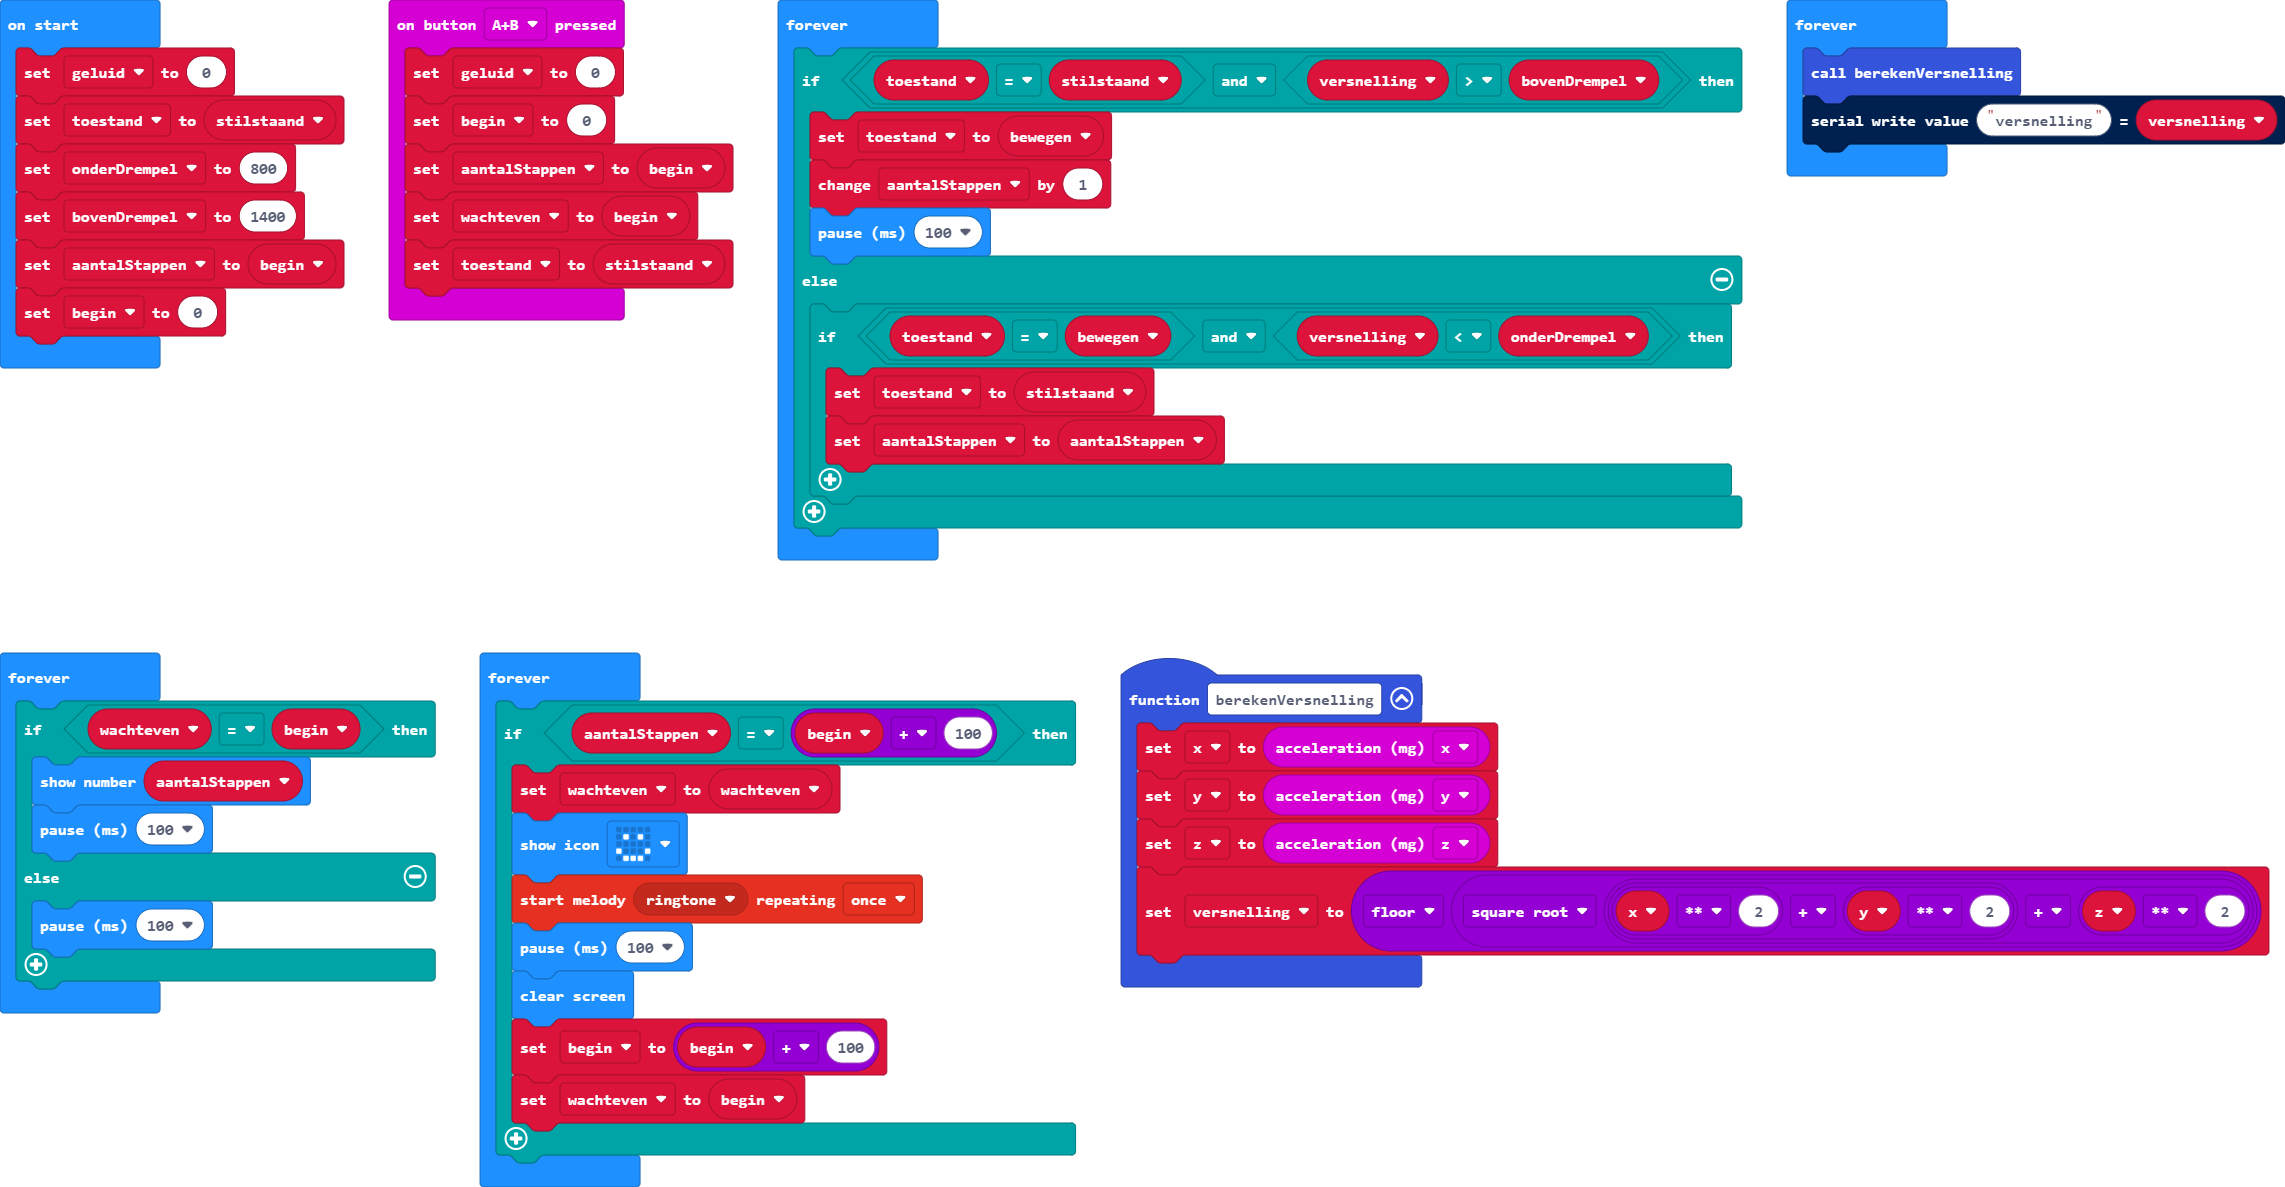 on start
set geluid to 0
set toestand to stilstaand
set onderDrempel to 800
set bovenDrempel to 1400
set aantalStappen to begin
set begin to 0
on button A+B pressed
set geluid to 0
set begin to 0
set aantalStappen to begin
set wachteven to begin
set toestand to stilstaand
forever
if toestand = stilstaand and versnelling > bovenDrempel then
set toestand to bewegen
change aantalStappen by 1
pause (ms) 100
else
if toestand = bewegen and versnelling < onderDrempel then
set toestand to stilstaand
set aantalStappen to aantalStappen
forever
call berekenVersnelling
serial write value "versnelling" = versnelling
forever
if wachteven = begin then
show number aantalStappen
pause (ms) 100
else
pause (ms) 100
forever
if aantalStappen = begin + 100 then
set wachteven to wachteven
show icon
start melody ringtone repeating once
pause (ms) 100
clear screen
set begin to begin + 100
set wachteven to begin
function berekenVersnelling
set x to acceleration (mg) x
set y to acceleration (mg) y
set z to acceleration (mg) z
set versnelling to floor square root x ** 2 + y ** 2 + z ** 2